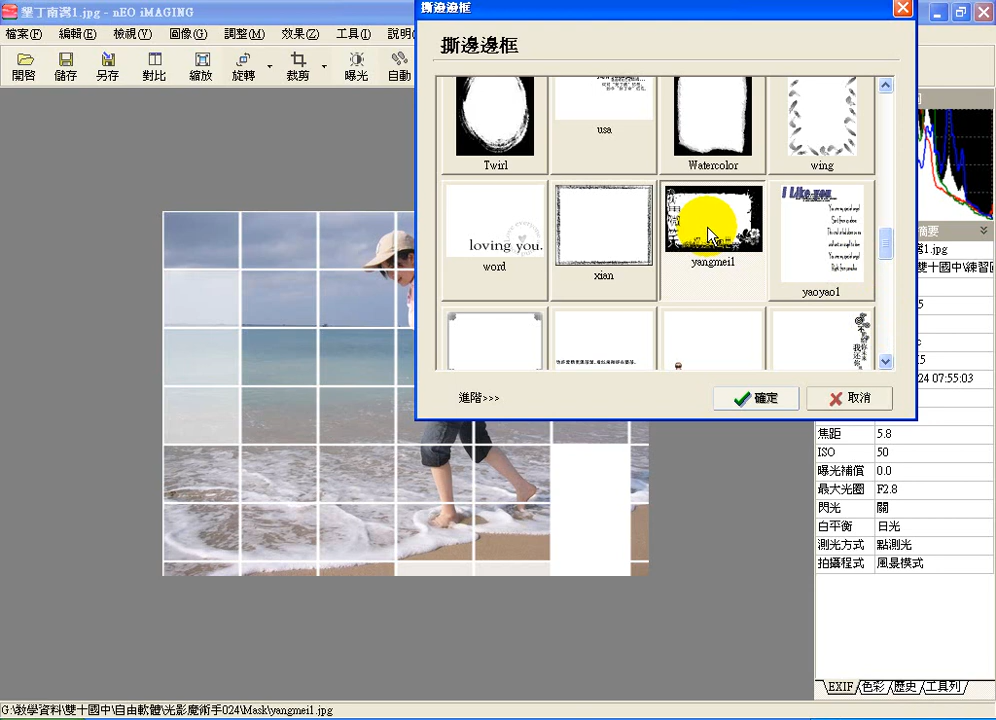 墾丁南灣1.jpg - nEO iMAGING
檔案(F) 編輯(E) 檢視(V) 圖像(G) 調整(M) 效果(Z) 工具(I) 說明(
開啓 儲存 另存 對比 縮放 旋轉 裁剪 曝光 自動
撕邊邊框
撕邊邊框
Twirl
usa
Watercolor
wing
loving you.
word
xian
yangmei1
I Like you
yaoyao1
進階>>>
確定
取消
摘要
1.jpg
雙十國中\練習
24 07:55:03
焦距 5.8
ISO 50
曝光補償 0.0
最大光圈 F2.8
閃光 關
白平衡 日光
測光方式 點測光
拍攝程式 風景模式
EXIF 色彩 歷史 工具列
G:\教學資料\雙十國中\自由軟體\光影魔術手024\Mask\yangmei1.jpg